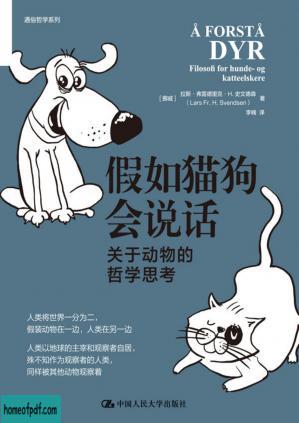 通俗哲学系列
Å FORSTÅ
DYR
Filosofi for hunde- og
katteelskere
[挪威] 拉斯·弗雷德里克·H. 史文德森 著
(Lars Fr. H. Svendsen)
李楠 译
假如猫狗
会说话
关于动物的
哲学思考
人类将世界一分为二，
假装动物在一边，人类在另一边
人类以地球的主宰和观察者自居，
殊不知作为观察者的人类，
同样被其他动物观察着
中国人民大学出版社
homeofpdf.com
homeofpdf.com